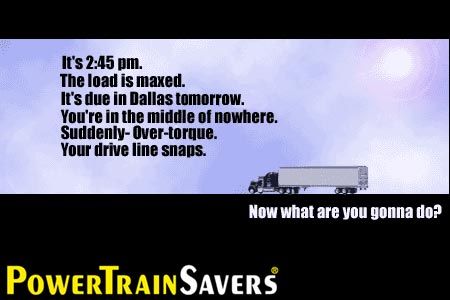 It's 2:45 pm.
The load is maxed.
It's due in Dallas tomorrow.
You're in the middle of nowhere.
Suddenly- Over-torque.
Your drive line snaps.
Now what are you gonna do?
POWERTRAINSAVERS®